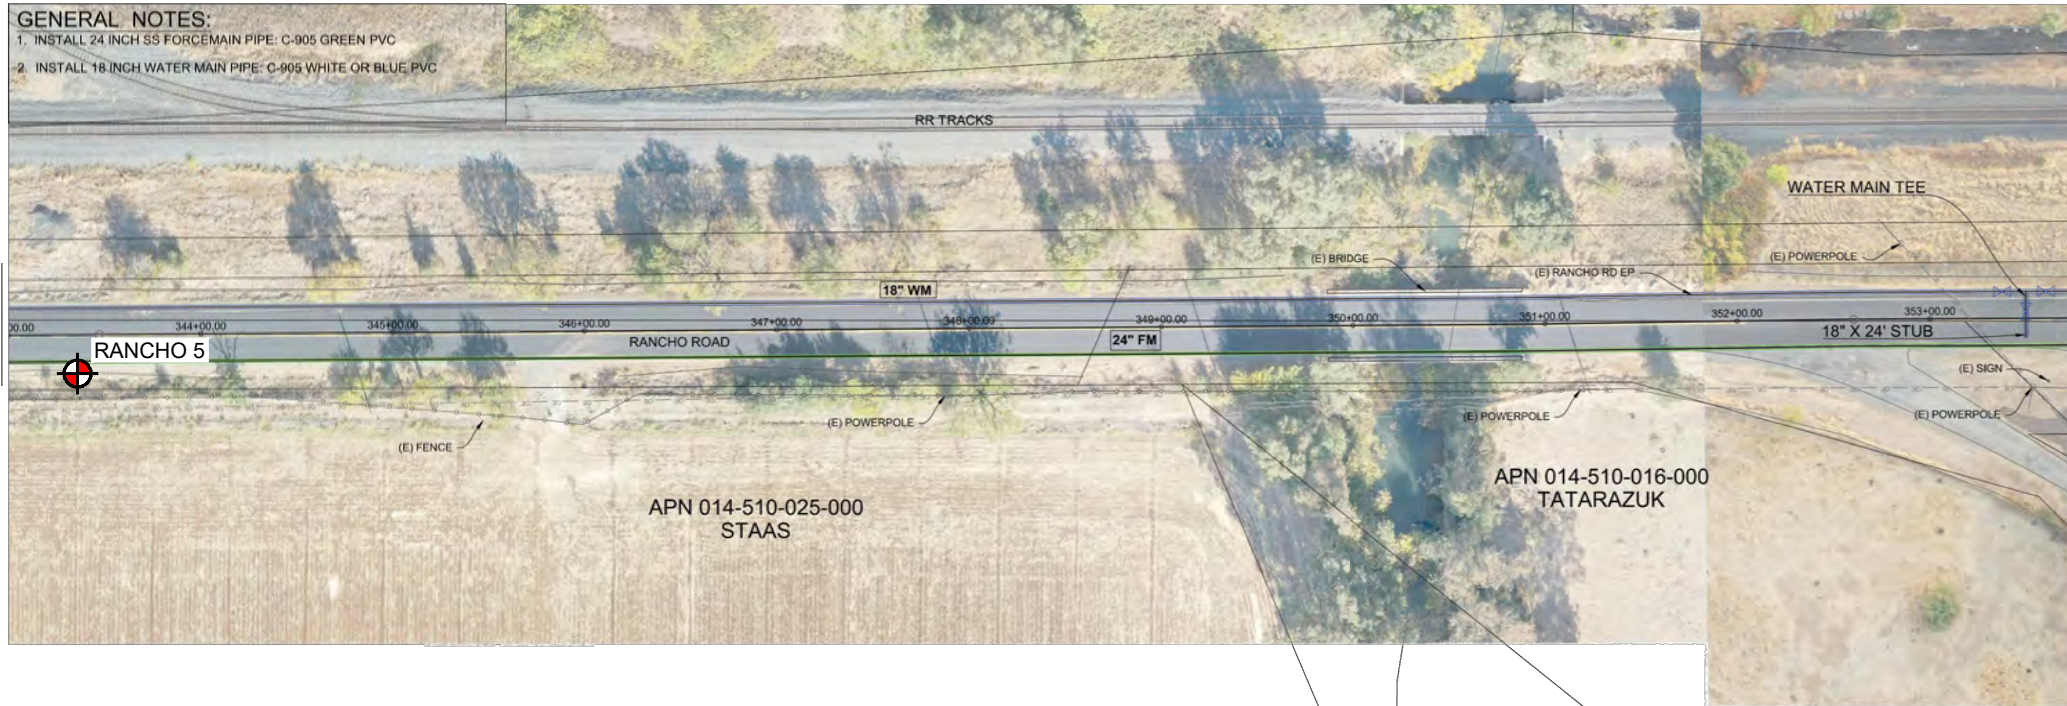 GENERAL NOTES:
1. INSTALL 24 INCH SS FORCEMAIN PIPE: C-905 GREEN PVC
2. INSTALL 18 INCH WATER MAIN PIPE: C-905 WHITE OR BLUE PVC
RR TRACKS
WATER MAIN TEE
(E) BRIDGE
(E) RANCHO RD EP
(E) POWERPOLE
18" WM
00.00
344+00.00
345+00.00
346+00.00
347+00.00
348+00.00
349+00.00
350+00.00
351+00.00
352+00.00
353+00.00
RANCHO ROAD
24" FM
18" X 24' STUB
RANCHO 5
(E) SIGN
(E) FENCE
(E) POWERPOLE
(E) POWERPOLE
(E) POWERPOLE
APN 014-510-025-000
STAAS
APN 014-510-016-000
TATARAZUK